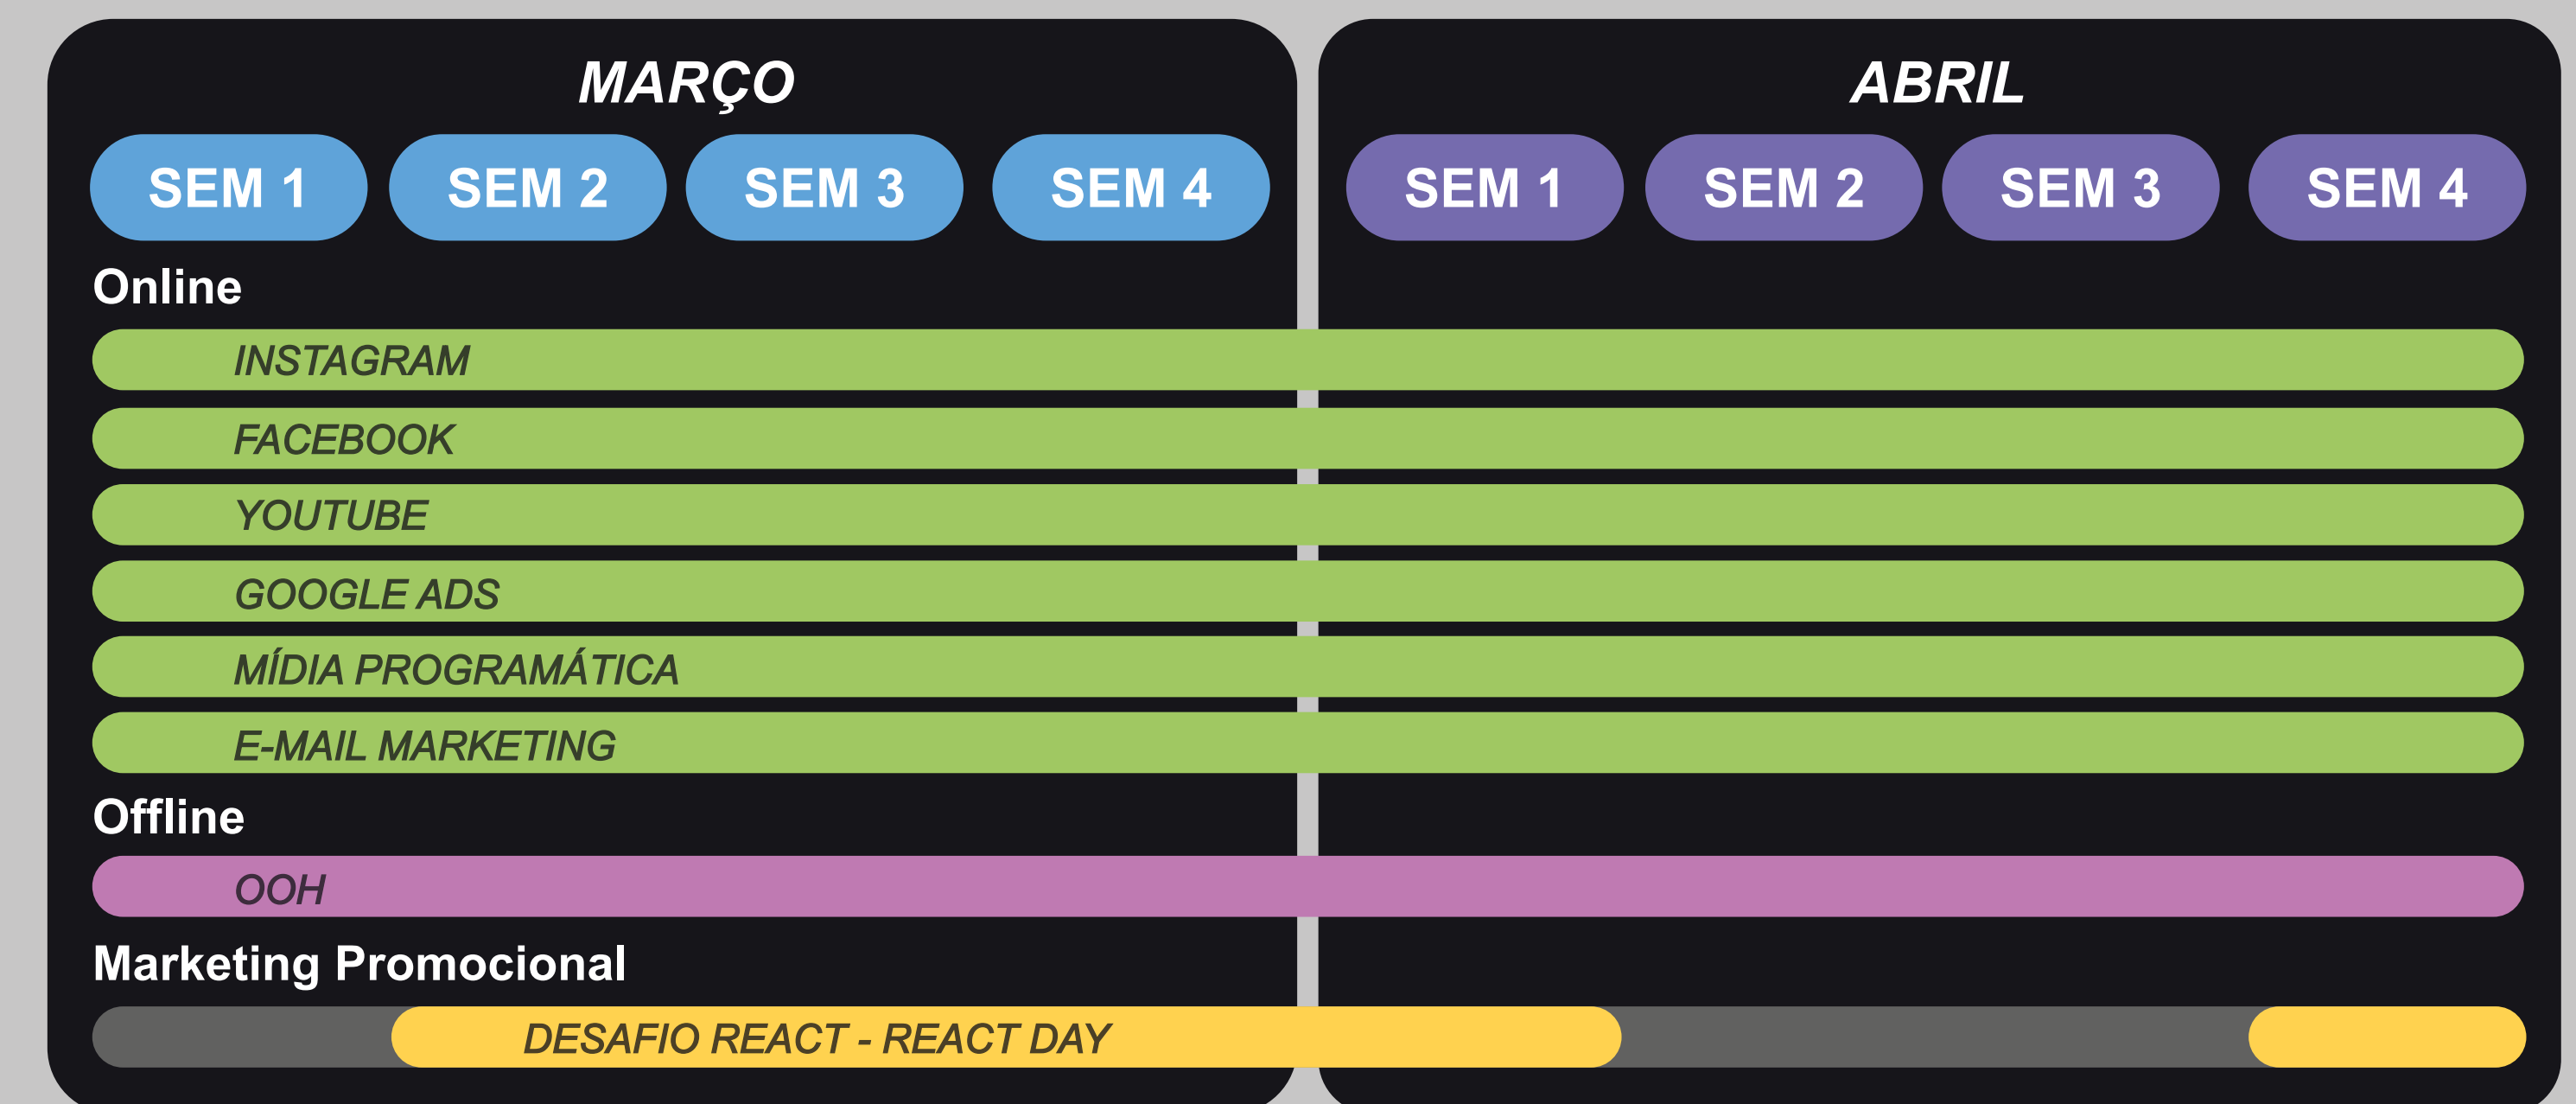 MARÇO
ABRIL
SEM 1 SEM 2 SEM 3 SEM 4 SEM 1 SEM 2 SEM 3 SEM 4
Online
INSTAGRAM
FACEBOOK
YOUTUBE
GOOGLE ADS
MÍDIA PROGRAMÁTICA
E-MAIL MARKETING
Offline
OOH
Marketing Promocional
DESAFIO REACT - REACT DAY